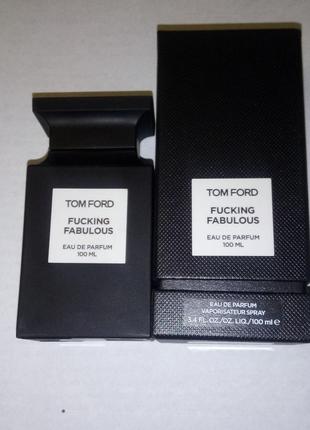 TOM FORD
FUCKING
FABULOUS
EAU DE PARFUM
100 ML
TOM FORD
FUCKING
FABULOUS
EAU DE PARFUM
100 ML
EAU DE PARFUM
VAPORISATEUR SPRAY
3.4 FL.OZ./OZ. LIQ./100 ml ℮